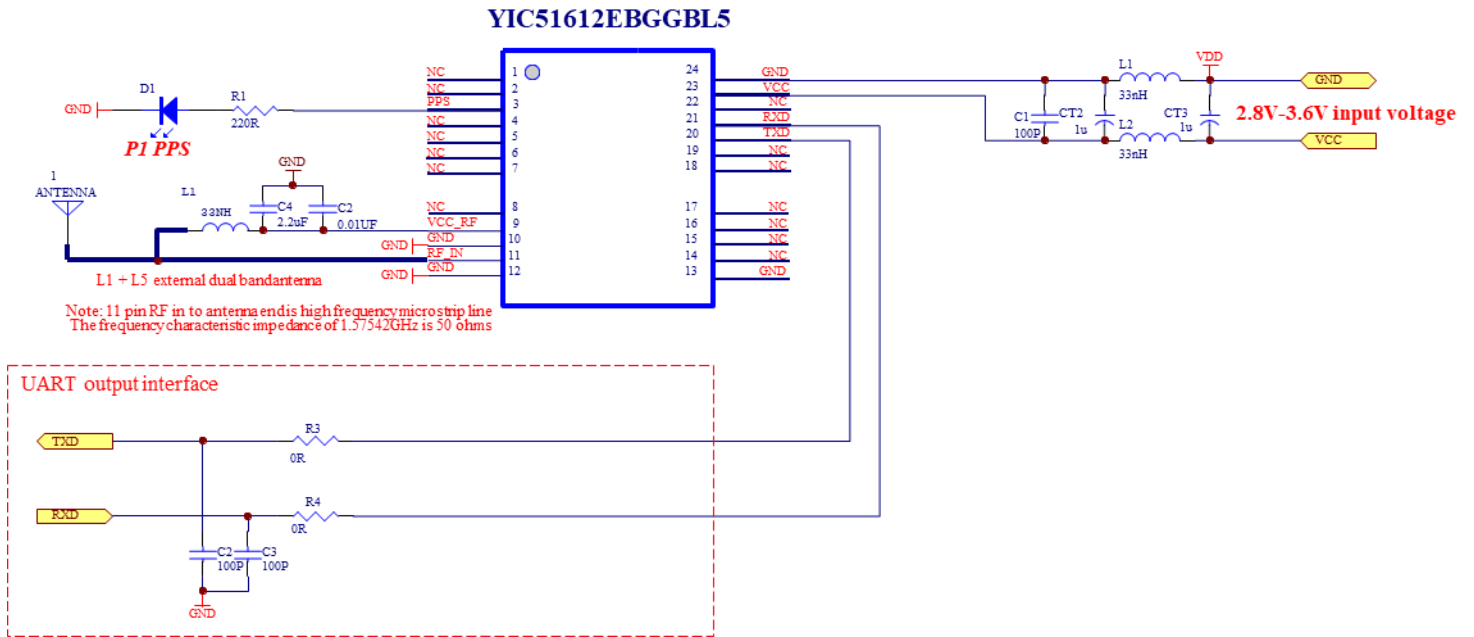 YIC51612EBGGBL5
NC
NC
PPS
NC
NC
NC
NC
NC
VCC_RF
GND
RF_IN
GND
1
2
3
4
5
6
7
8
9
10
11
12
24
23
22
21
20
19
18
17
16
15
14
13
GND
VCC
NC
RXD
TXD
NC
NC
NC
NC
NC
NC
GND
D1
GND
R1
220R
P1 PPS
1
ANTENNA
L1
33NH
GND
C4
2.2uF
C2
0.01UF
GND
GND
L1 + L5 external dual bandantenna
Note: 11 pin RF in to antenna end is high frequency micro strip line
The frequency characteristic impedance of 1.57542GHz is 50 ohms
L1
33nH
VDD
GND
C1
100P
CT2
1u
L2
33nH
CT3
1u
2.8V-3.6V input voltage
VCC
UART output interface
TXD
R3
0R
RXD
R4
0R
C2
100P
C3
100P
GND